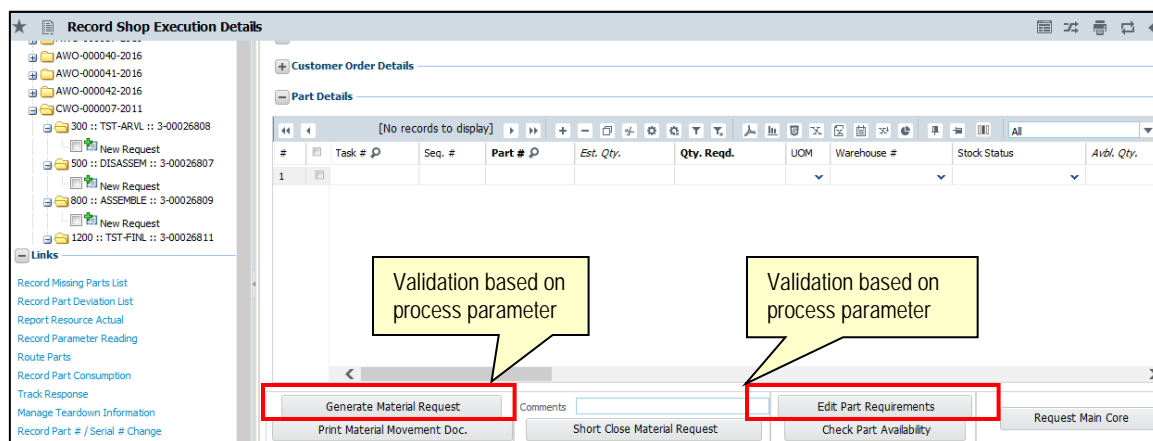 Record Shop Execution Details
AWO-000040-2016
AWO-000041-2016
AWO-000042-2016
CWO-000007-2011
300 :: TST-ARVL :: 3-00026808
New Request
500 :: DISASSEM :: 3-00026807
New Request
800 :: ASSEMBLE :: 3-00026809
New Request
1200 :: TST-FINL :: 3-00026811
Links
Record Missing Parts List
Record Part Deviation List
Report Resource Actual
Record Parameter Reading
Route Parts
Record Part Consumption
Track Response
Manage Teardown Information
Record Part # / Serial # Change
Customer Order Details
Part Details
[No records to display] All
# Task # Seq. # Part # Est. Qty. Qty. Reqd. UOM Warehouse # Stock Status Avbl. Qty.
1
Validation based on
process parameter
Validation based on
process parameter
Generate Material Request Comments Edit Part Requirements
Request Main Core
Print Material Movement Doc. Short Close Material Request Check Part Availability